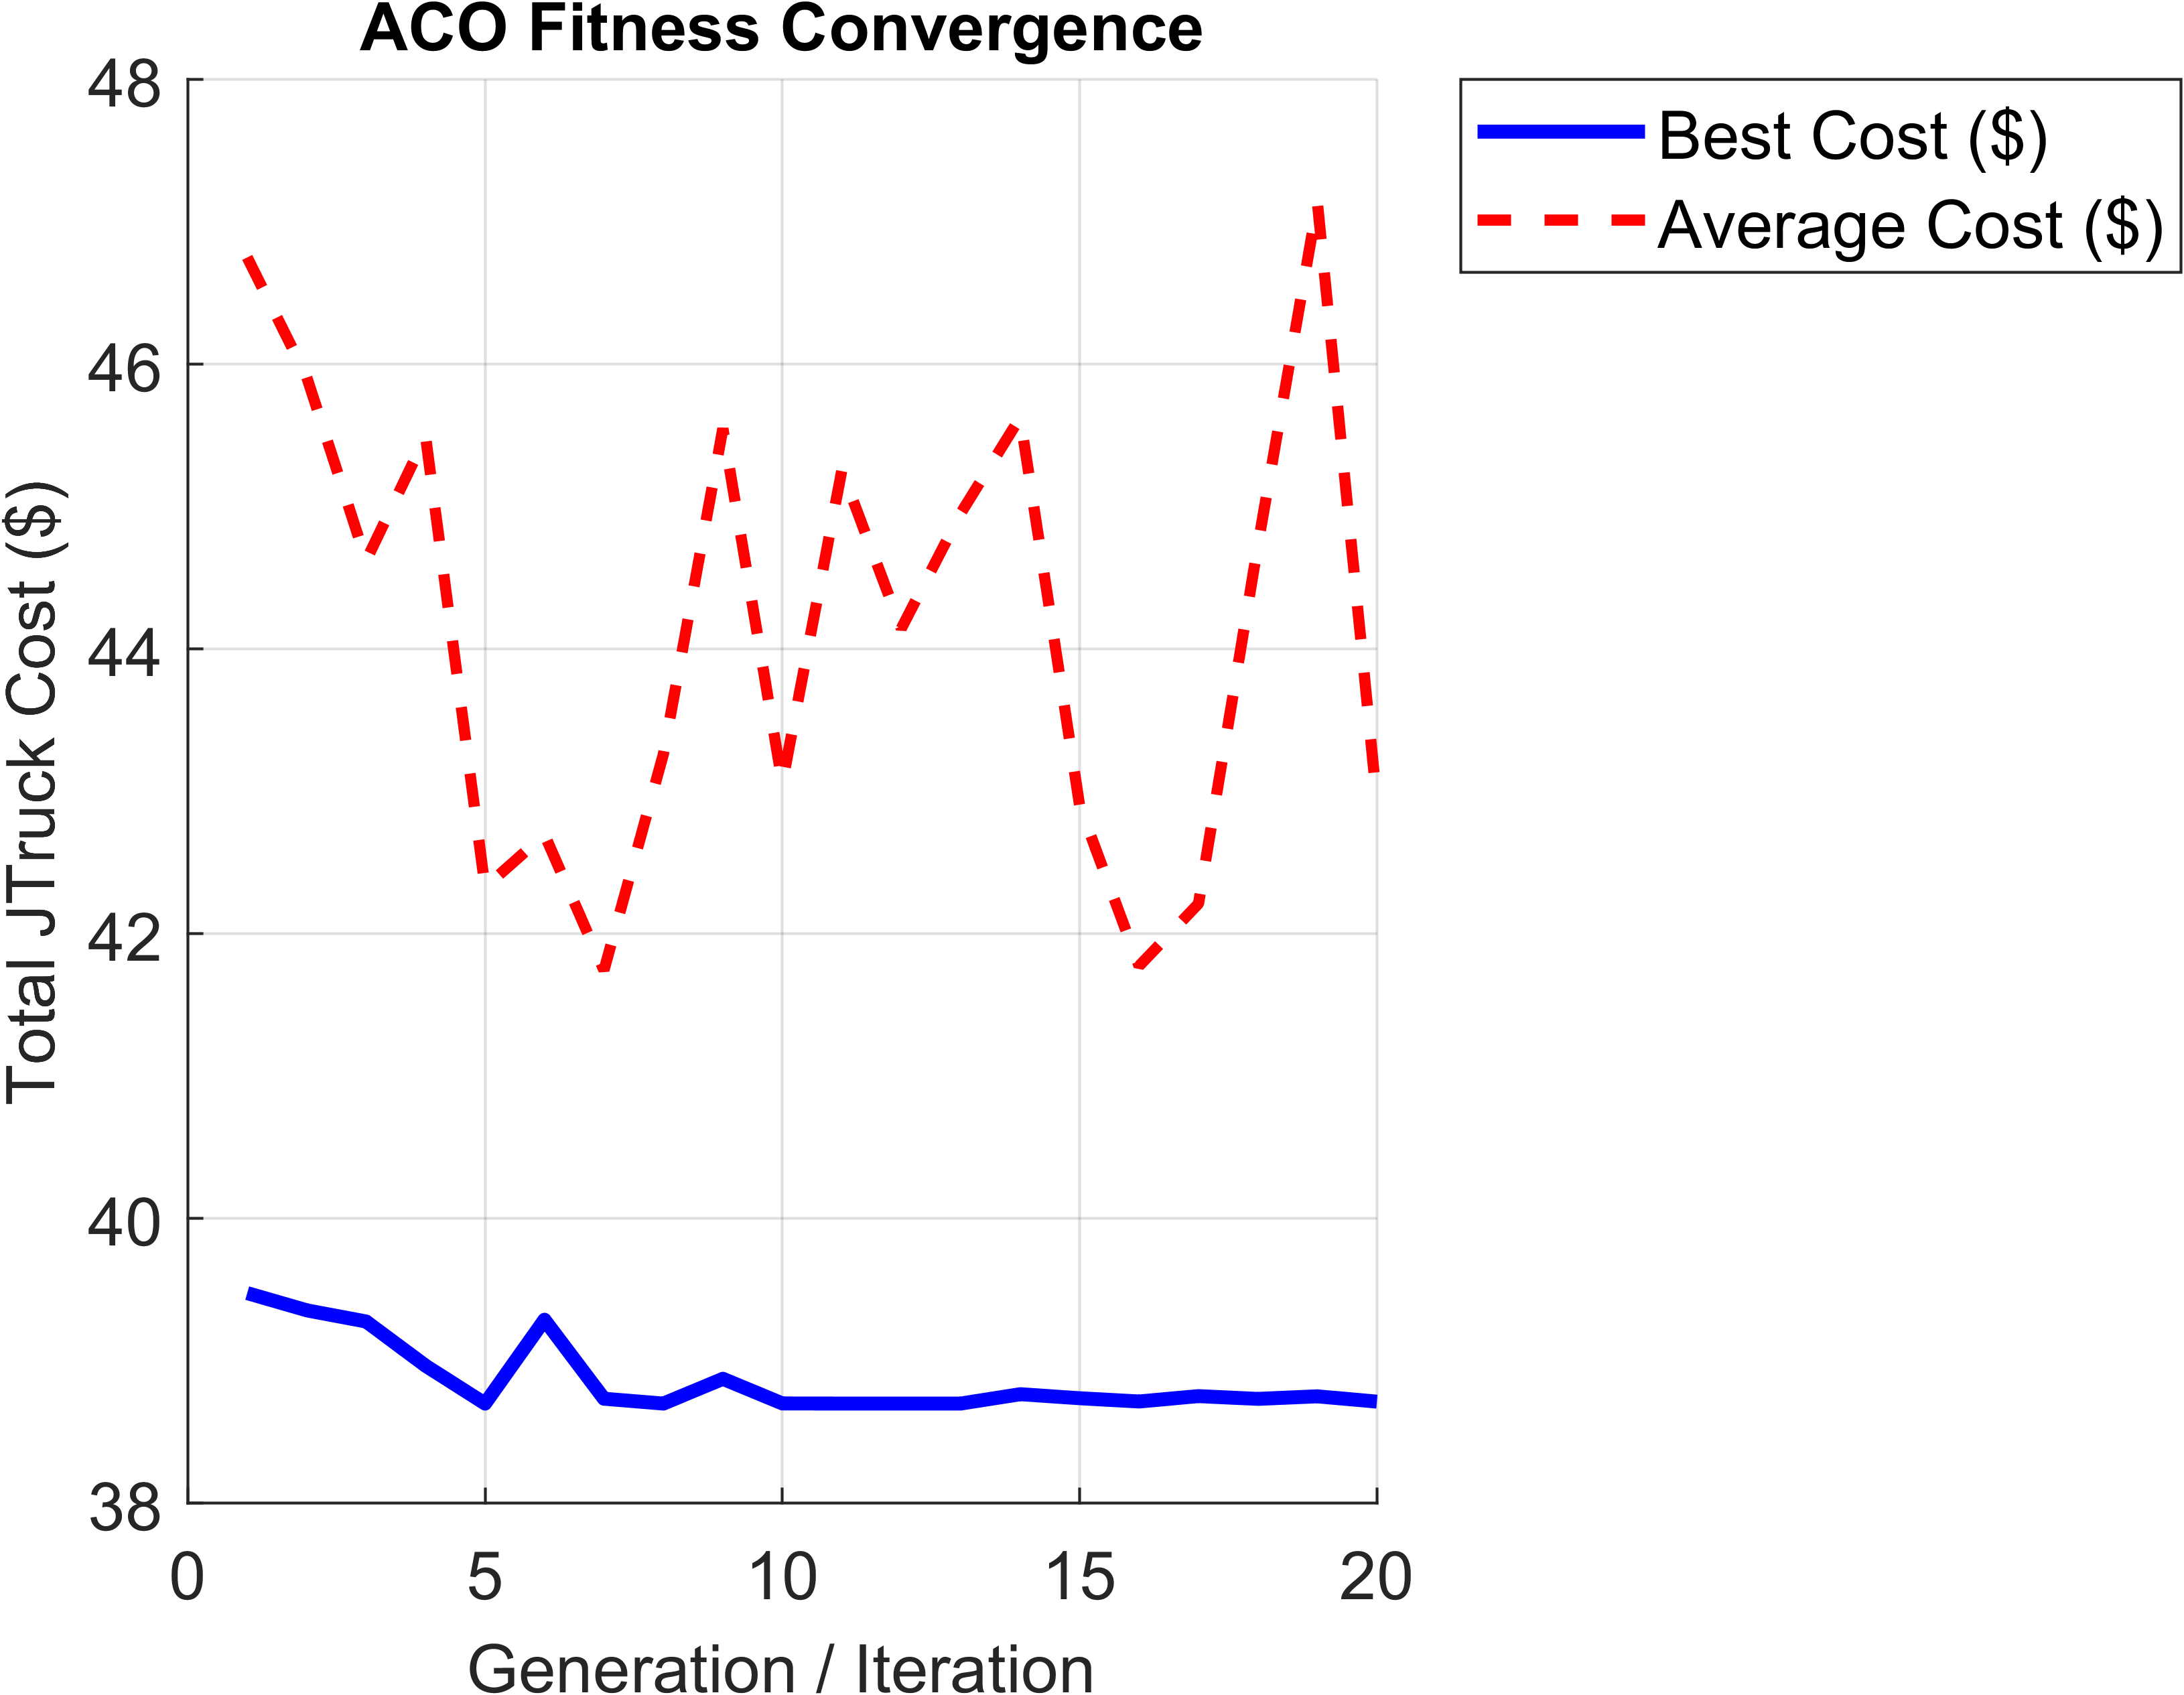 ACO Fitness Convergence
Best Cost ($)
Average Cost ($)
Total JTruck Cost ($)
48
46
44
42
40
38
0 5 10 15 20
Generation / Iteration